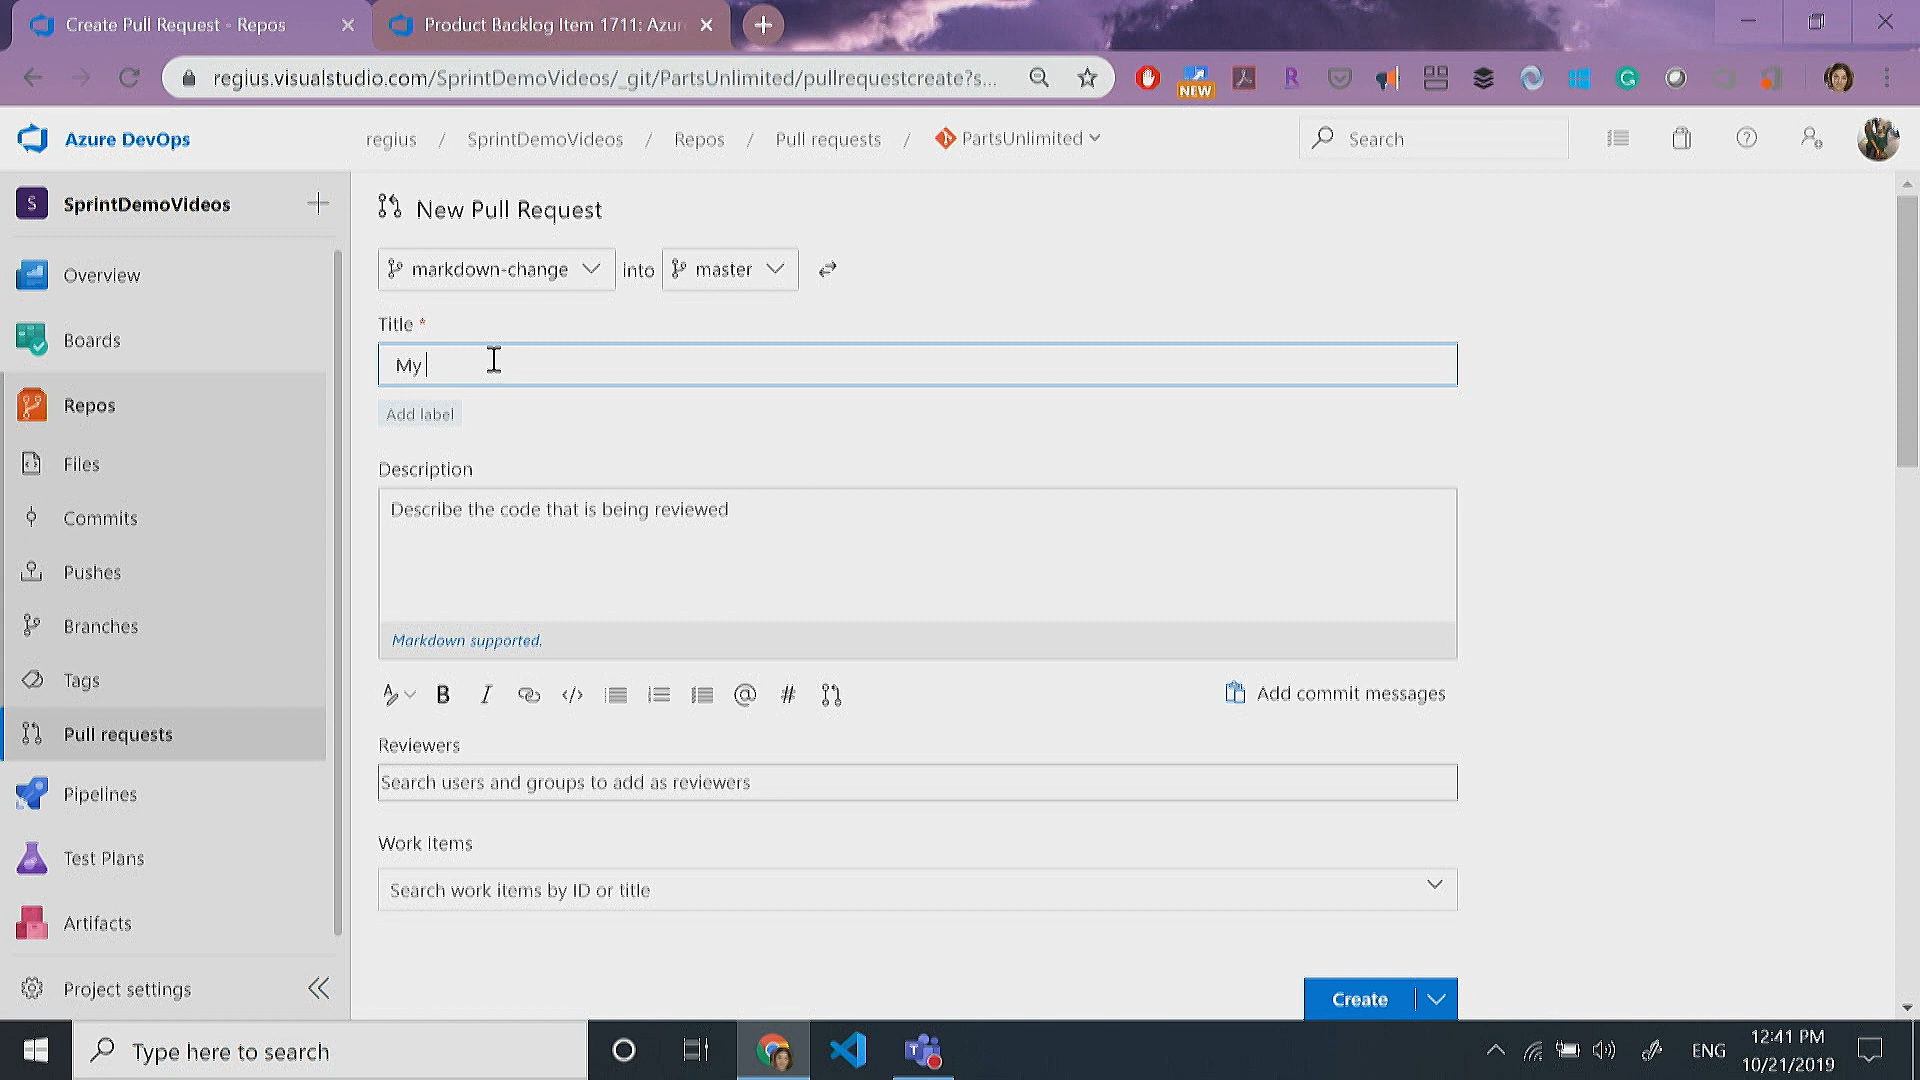 Create Pull Request - Repos
Product Backlog Item 1711: Azur
regius.visualstudio.com/SprintDemoVideos/_git/PartsUnlimited/pullrequestcreate?s...
NEW
Azure DevOps
regius / SprintDemoVideos / Repos / Pull requests / PartsUnlimited
Search
S SprintDemoVideos
Overview
Boards
Repos
Files
Commits
Pushes
Branches
Tags
Pull requests
Pipelines
Test Plans
Artifacts
Project settings
New Pull Request
markdown-change into master
Title *
My
Add label
Description
Describe the code that is being reviewed
Markdown supported.
Add commit messages
Reviewers
Search users and groups to add as reviewers
Work Items
Search work items by ID or title
Create
Type here to search
ENG
12:41 PM
10/21/2019